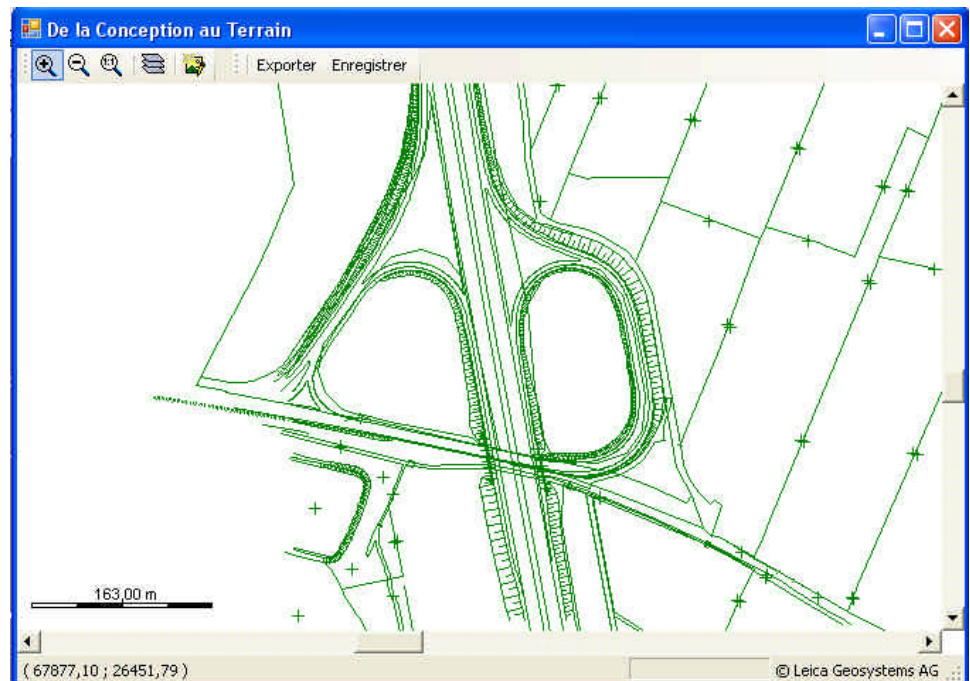 De la Conception au Terrain
Exporter Enregistrer
163,00 m
( 67877,10 ; 26451,79 )
© Leica Geosystems AG